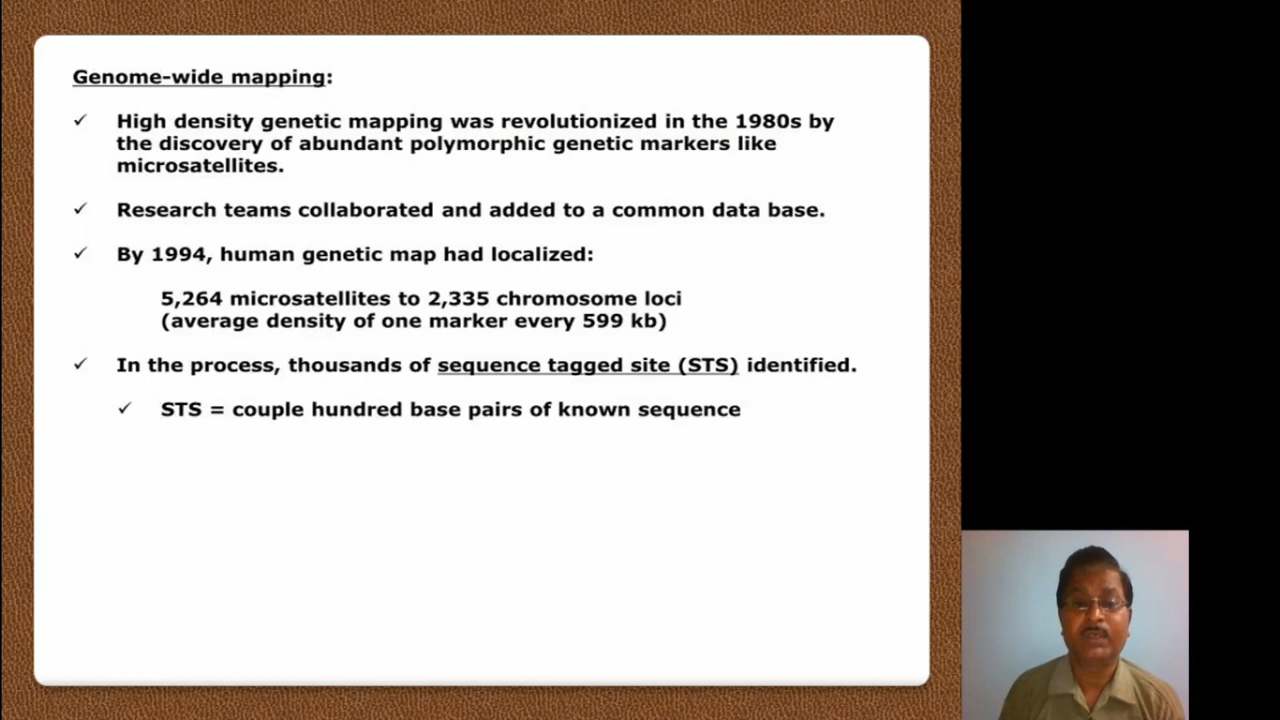 Genome-wide mapping:
✓ High density genetic mapping was revolutionized in the 1980s by
the discovery of abundant polymorphic genetic markers like
microsatellites.
✓ Research teams collaborated and added to a common data base.
✓ By 1994, human genetic map had localized:
5,264 microsatellites to 2,335 chromosome loci
(average density of one marker every 599 kb)
✓ In the process, thousands of sequence tagged site (STS) identified.
✓ STS = couple hundred base pairs of known sequence